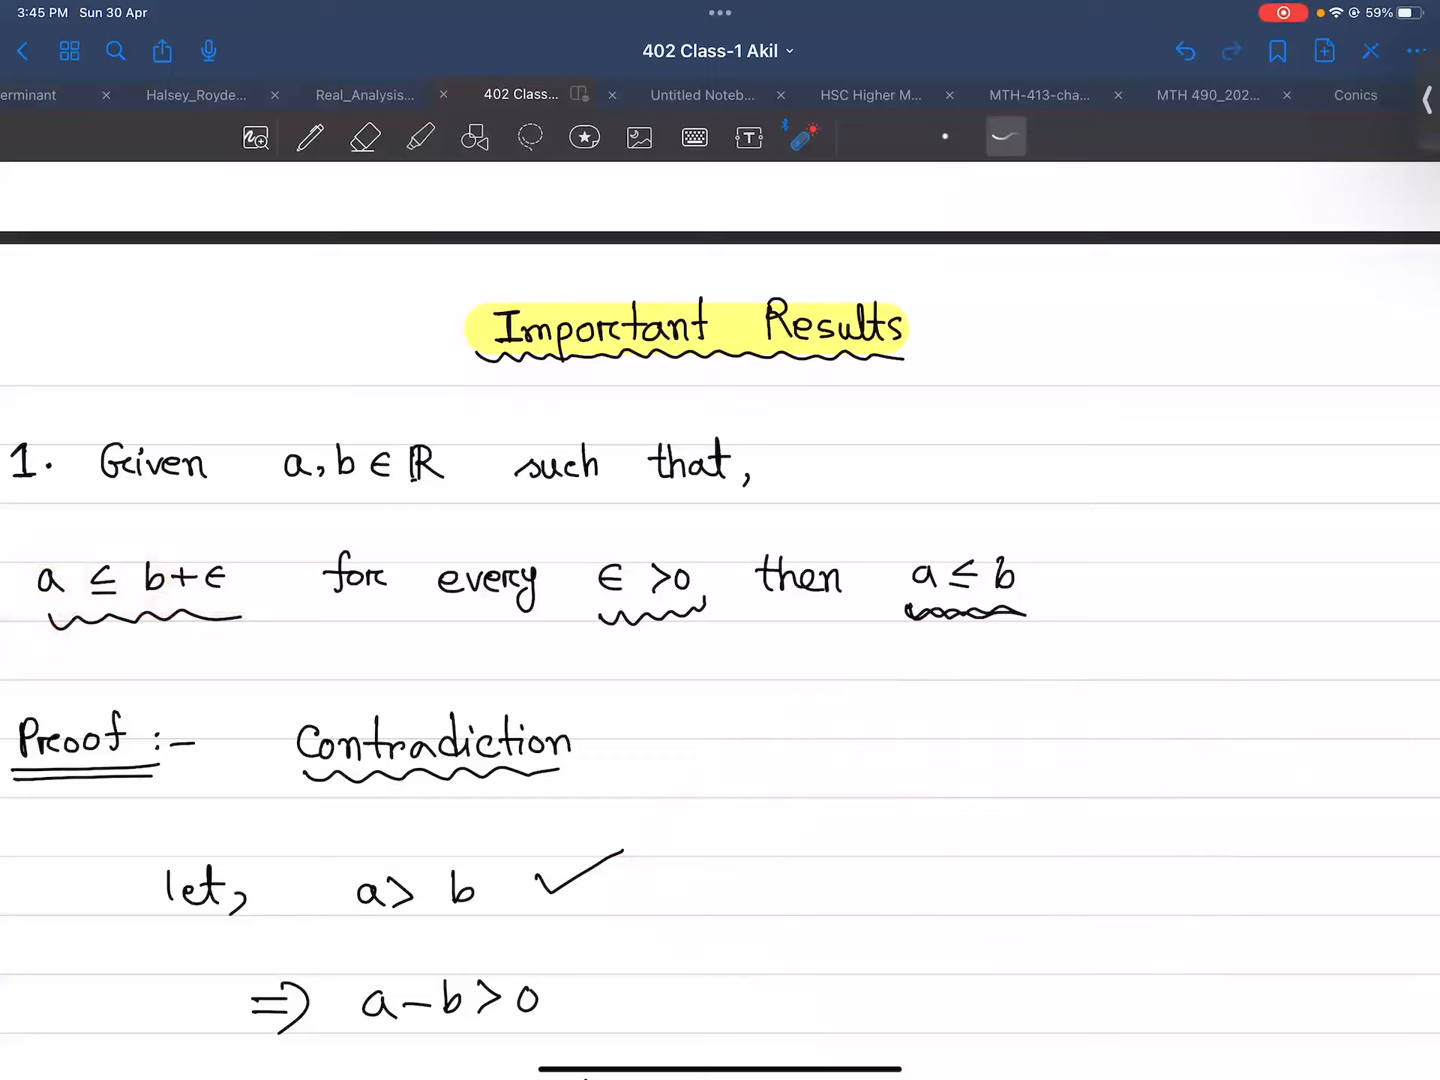 3:45 PM Sun 30 Apr
59%
402 Class-1 Akil
erminant
Halsey_Royde...
Real_Analysis...
402 Class...
Untitled Noteb...
HSC Higher M...
MTH-413-cha...
MTH 490_202...
Conics
Important Results
1. Given a, b ∈ ℝ such that,
a ≤ b+ϵ for every ϵ >0 then a ≤ b
Proof :- Contradiction
let, a > b ✓
⇒ a - b > 0